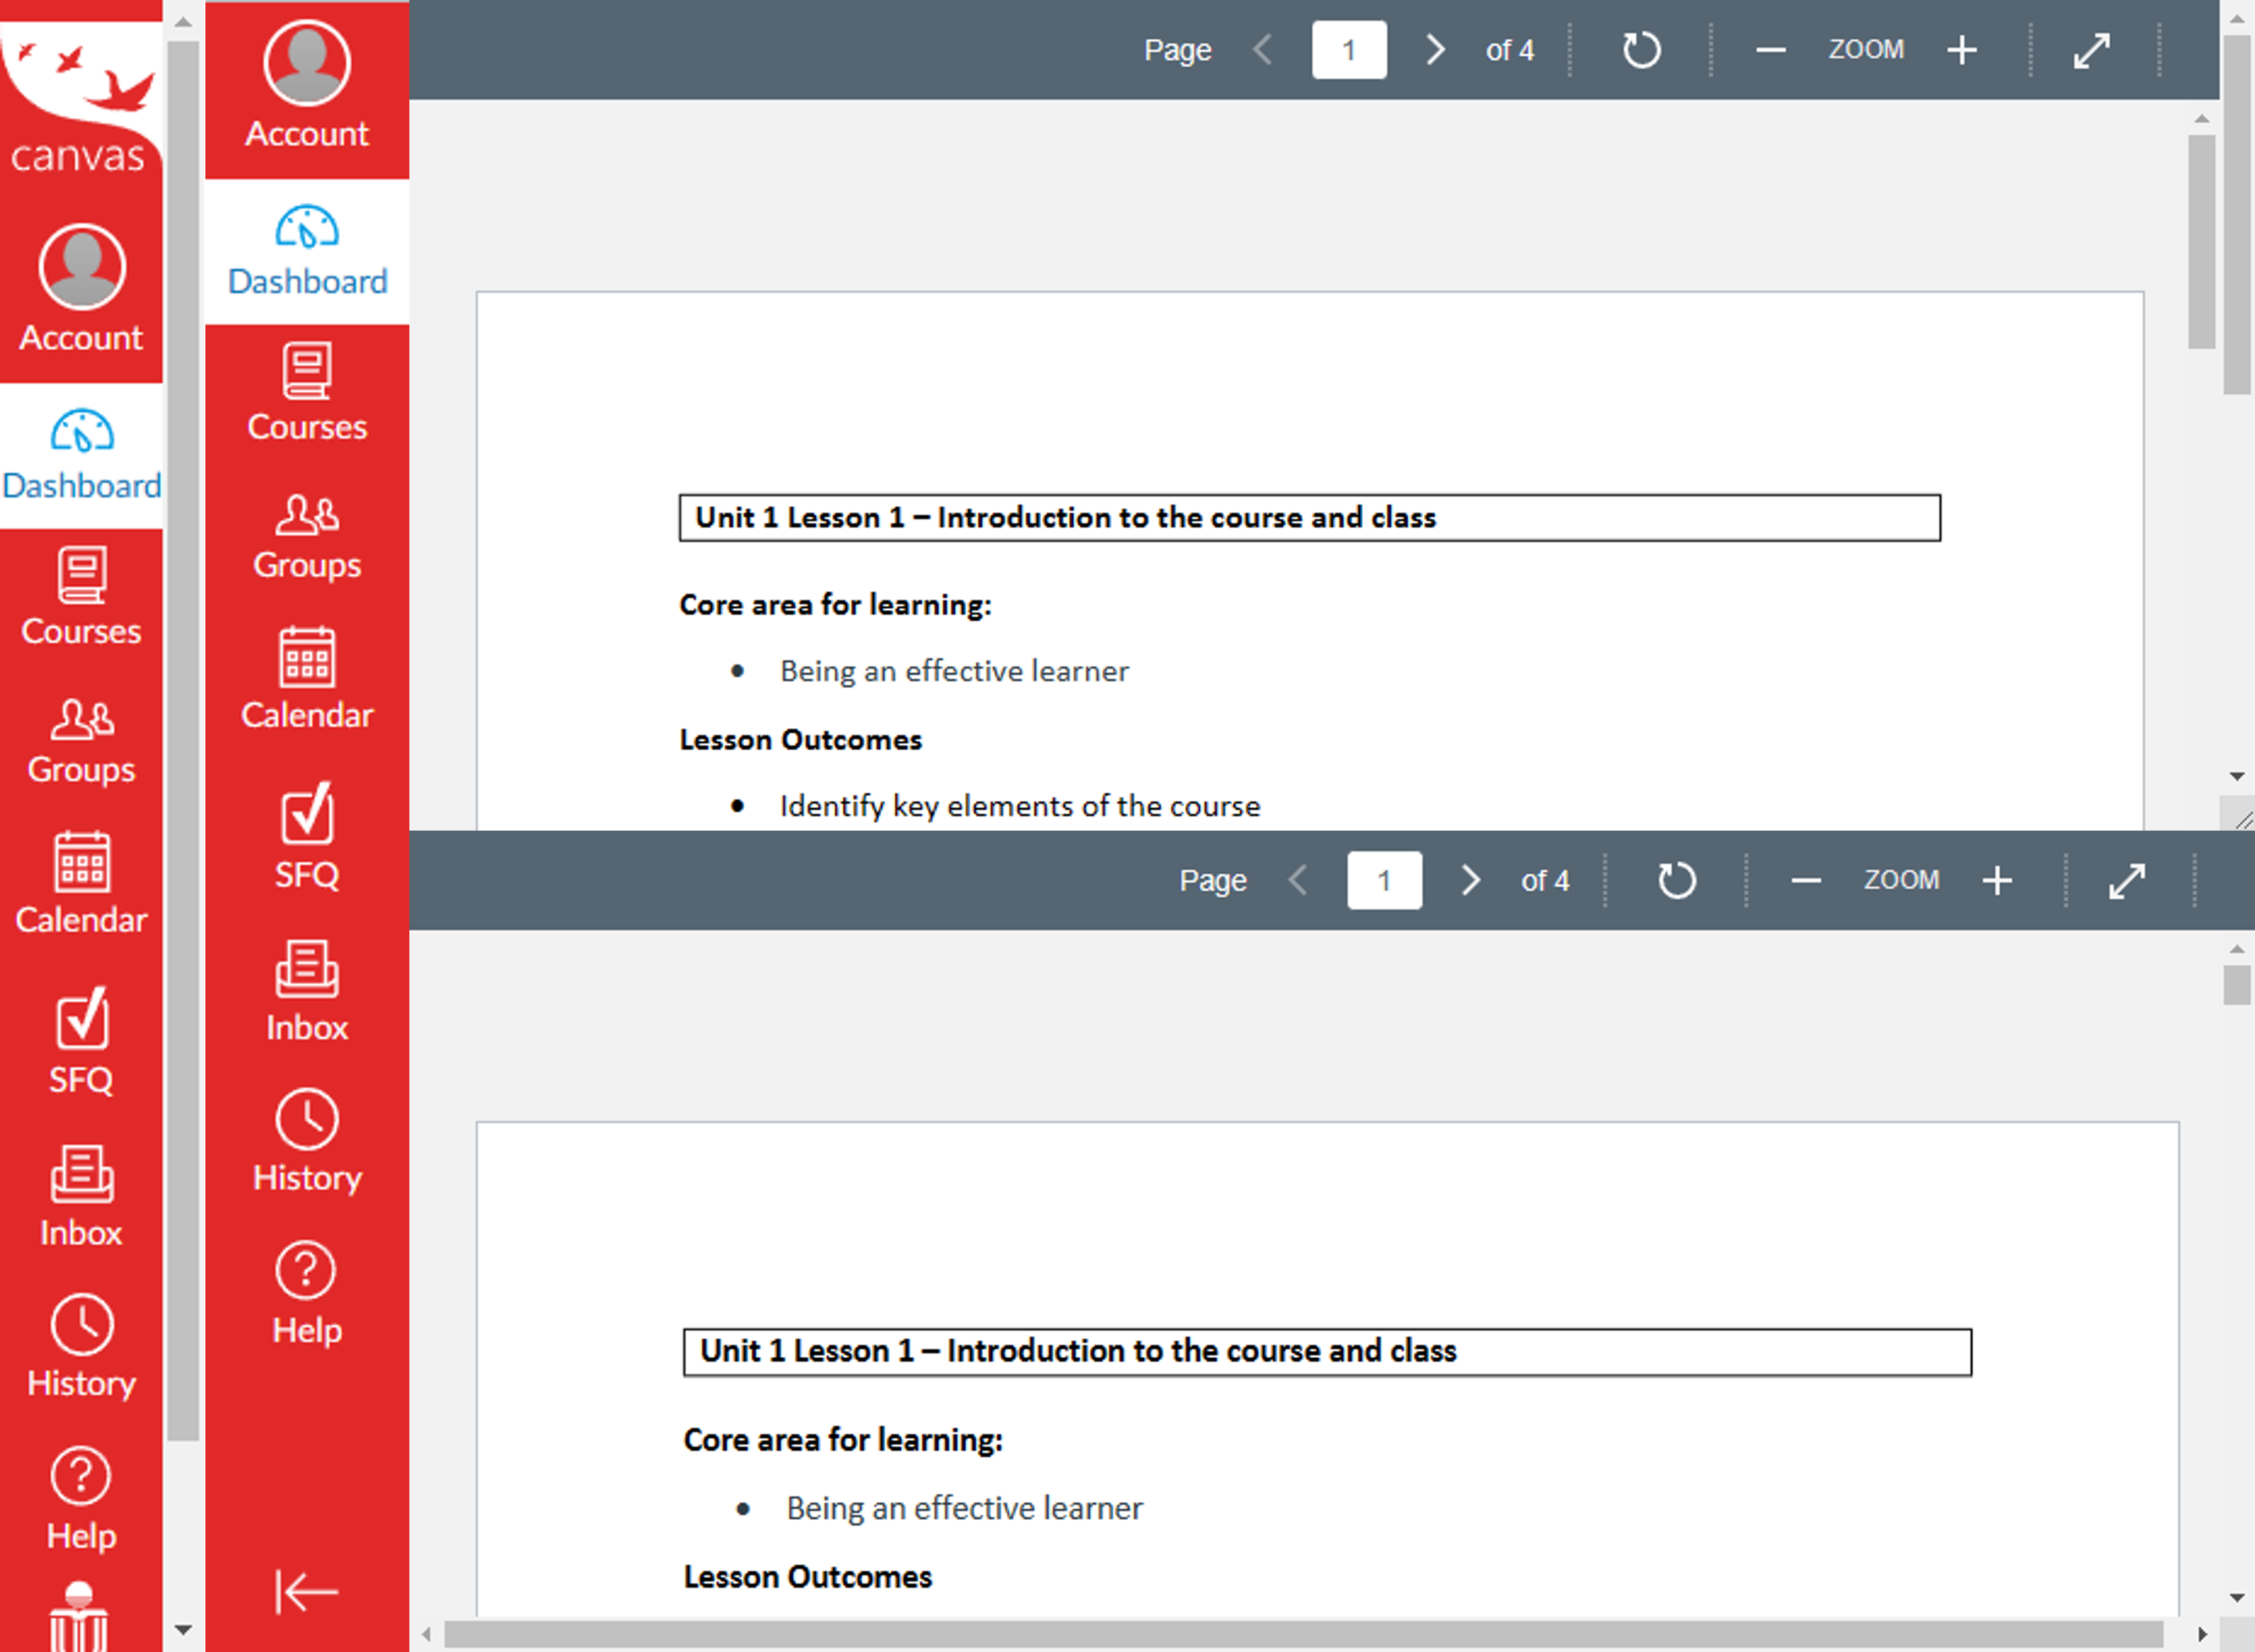 canvas
Account
Dashboard
Courses
Groups
Calendar
SFQ
Inbox
History
Help
Account
Dashboard
Courses
Groups
Calendar
SFQ
Inbox
History
Help
Page 1 of 4 ZOOM
Unit 1 Lesson 1 – Introduction to the course and class
Core area for learning:
• Being an effective learner
Lesson Outcomes
• Identify key elements of the course
Page 1 of 4 ZOOM
Unit 1 Lesson 1 – Introduction to the course and class
Core area for learning:
• Being an effective learner
Lesson Outcomes